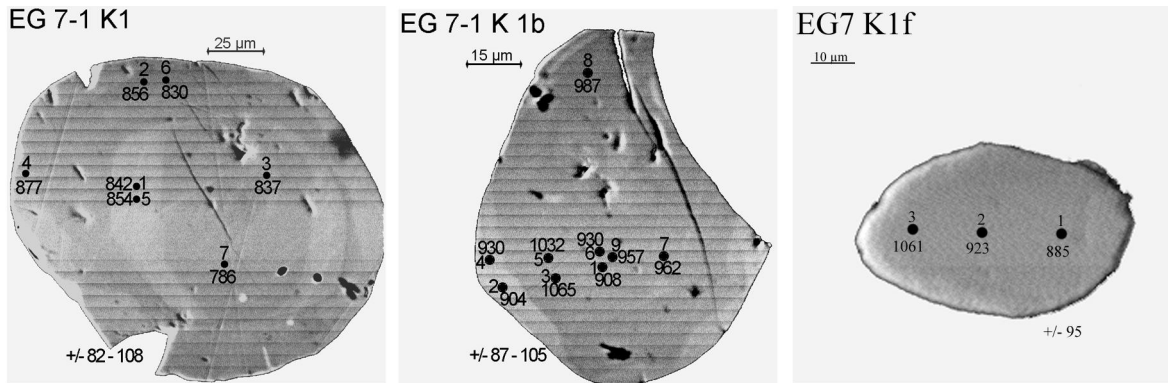 EG 7-1 K1
25 µm
2 6
856 830
4
877
842 1
854 5
3
837
7
786
+/- 82 - 108
EG 7-1 K 1b
15 µm
8
987
930
4
1032
5
930
6
9
957
7
962
1
908
3
1065
2
904
+/- 87 - 105
EG7 K1f
10 µm
3 2 1
1061 923 885
+/- 95